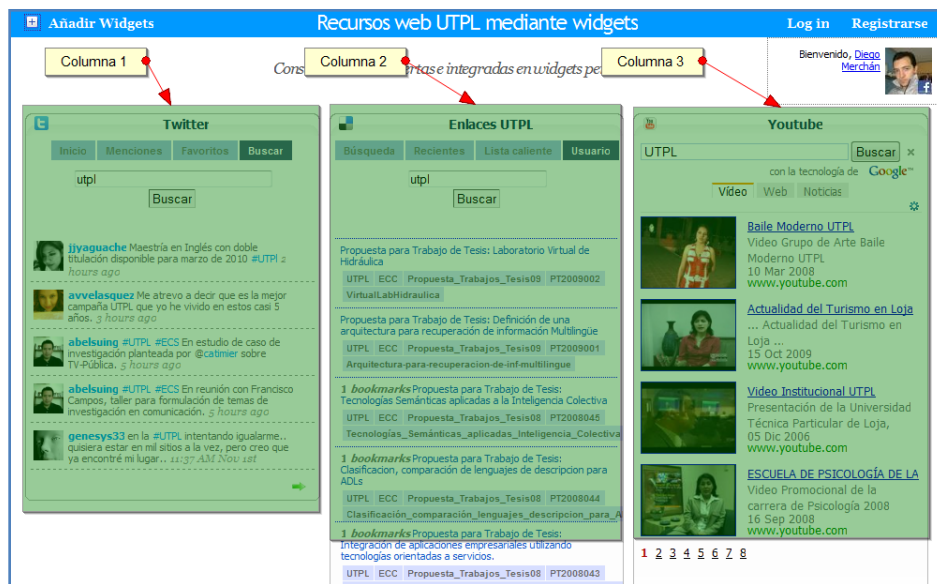 Añadir Widgets
Recursos web UTPL mediante widgets
Log in
Registrarse
Columna 1
Columna 2
Columna 3
Cons
rtas e integradas en widgets pe
Bienvenido, Diego
Merchán
Twitter
Inicio
Menciones
Favoritos
Buscar
utpl
Buscar
jjyaguache Maestría en Inglés con doble
titulación disponible para marzo de 2010 #UTPl 2
hours ago
avvelasquez Me atrevo a decir que es la mejor
campaña UTPL que yo he vivido en estos casi 5
años. 5 hours ago
abelsuing #UTPL #ECS En estudio de caso de
investigación planteada por @catimier sobre
TV-Pública. 5 hours ago
abelsuing #UTPL #ECS En reunión con Francisco
Campos, taller para formulación de temas de
investigación en comunicación. 5 hours ago
genesys33 en la #UTPL intentando igualarme..
quisiera estar en mil sitios a la vez, pero creo que
ya encontré mi lugar.. 11:37 AM Nov 1st
Enlaces UTPL
Búsqueda
Recientes
Lista caliente
Usuario
utpl
Buscar
Propuesta para Trabajo de Tesis: Laboratorio Virtual de
Hidráulica
UTPL ECC Propuesta_Trabajos_Tesis09 PT2009002
VirtualLabHidraulica
Propuesta para Trabajo de Tesis: Definición de una
arquitectura para recuperación de información Multilingüe
UTPL ECC Propuesta_Trabajos_Tesis09 PT2009001
Arquitectura-para-recuperacion-de-inf-multilingue
1 bookmarks Propuesta para Trabajo de Tesis:
Tecnologías Semánticas aplicadas a la Inteligencia Colectiva
UTPL ECC Propuesta_Trabajos_Tesis08 PT2008045
Tecnologías_Semánticas_aplicadas_Inteligencia_Colectiva
1 bookmarks Propuesta para Trabajo de Tesis:
Clasificacion, comparación de lenguajes de descripcion para
ADLs
UTPL ECC Propuesta_Trabajos_Tesis08 PT2008044
Clasificación_comparación_lenguajes_descripcion_para_A
1 bookmarks Propuesta para Trabajo de Tesis:
Integración de aplicaciones empresariales utilizando
tecnologías orientadas a servicios.
UTPL ECC Propuesta_Trabajos_Tesis08 PT2008043
Youtube
UTPL
Buscar
×
con la tecnología de Google™
Vídeo
Web
Noticias
Baile Moderno UTPL
Video Grupo de Arte Baile
Moderno UTPL
10 Mar 2008
www.youtube.com
Actualidad del Turismo en Loja
... Actualidad del Turismo en
Loja ...
15 Oct 2009
www.youtube.com
Video Institucional UTPL
Presentación de la Universidad
Técnica Particular de Loja,
05 Dic 2006
www.youtube.com
ESCUELA DE PSICOLOGÍA DE LA
Video Promocional de la
carrera de Psicología 2008
16 Sep 2008
www.youtube.com
1 2 3 4 5 6 7 8